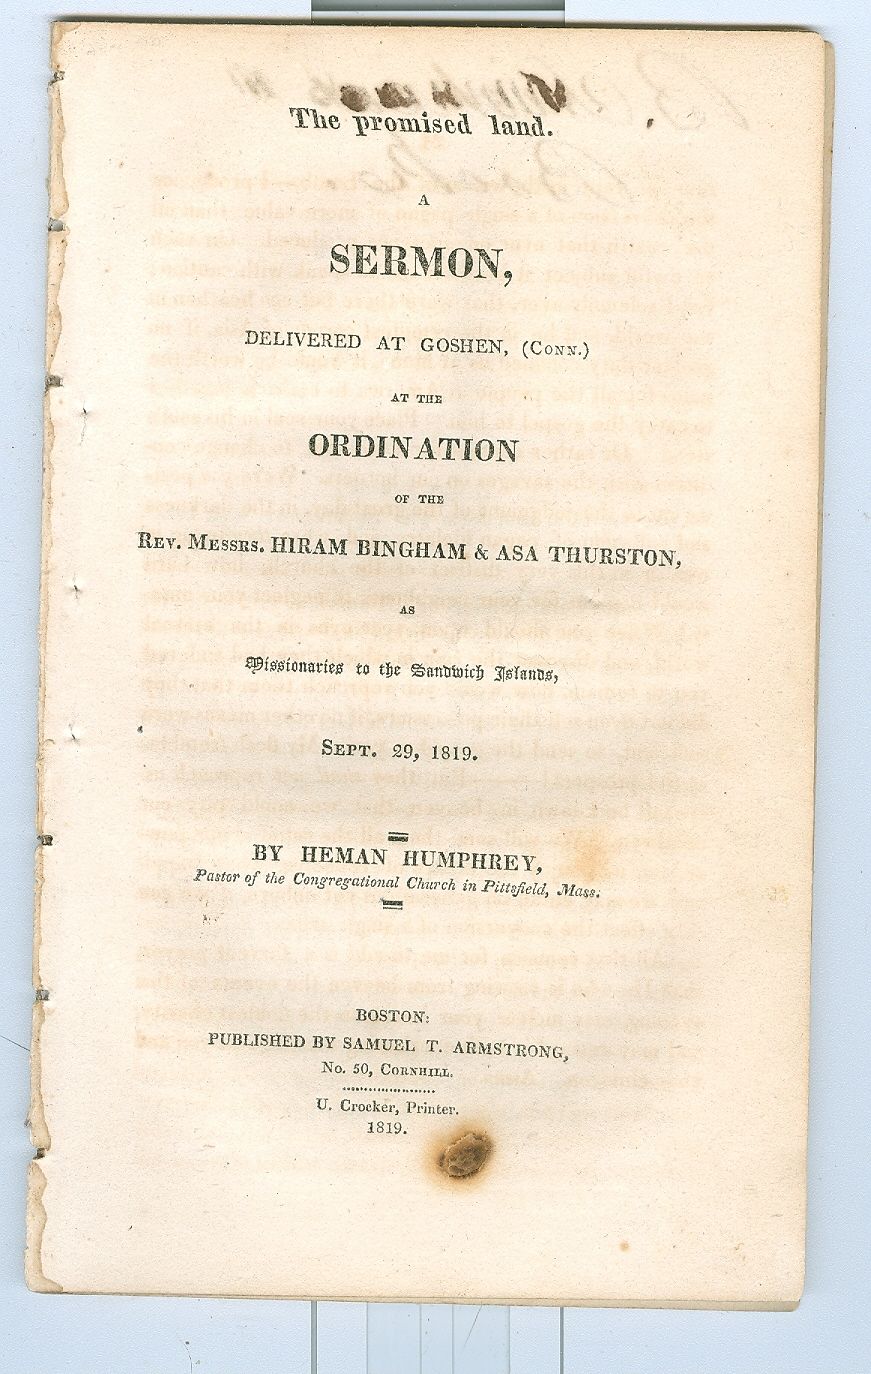 The promised land.
A
SERMON,
DELIVERED AT GOSHEN, (CONN.)
AT THE
ORDINATION
OF THE
REV. MESSRS. HIRAM BINGHAM & ASA THURSTON,
AS
Missionaries to the Sandwich Islands,
SEPT. 29, 1819.
BY HEMAN HUMPHREY,
Pastor of the Congregational Church in Pittsfield, Mass.
BOSTON:
PUBLISHED BY SAMUEL T. ARMSTRONG,
No. 50, CORNHILL.
U. Crocker, Printer.
1819.